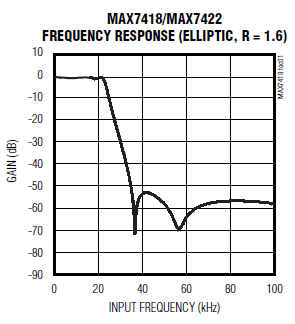 MAX7418/MAX7422
FREQUENCY RESPONSE (ELLIPTIC, R = 1.6)
MAX7418 toc01
GAIN (dB)
10
0
-10
-20
-30
-40
-50
-60
-70
-80
-90
0 20 40 60 80 100
INPUT FREQUENCY (kHz)